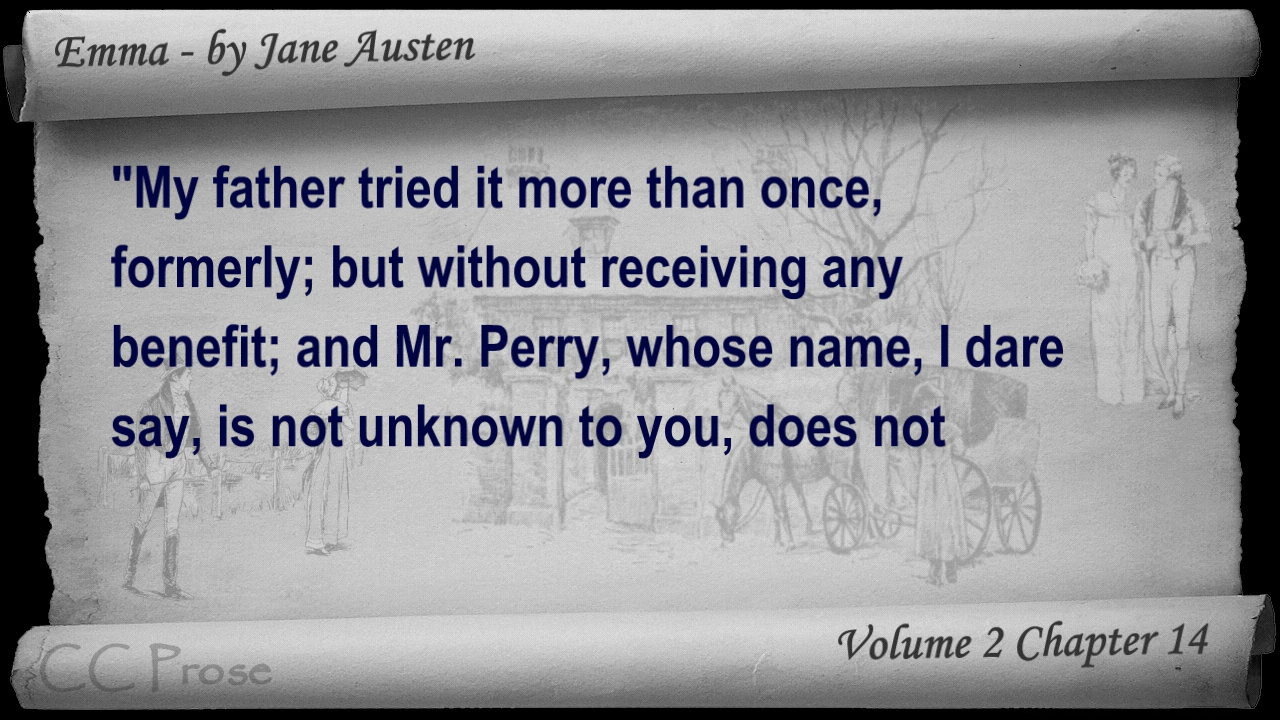 Emma - by Jane Austen
"My father tried it more than once,
formerly; but without receiving any
benefit; and Mr. Perry, whose name, I dare
say, is not unknown to you, does not
Volume 2 Chapter 14
CC Prose